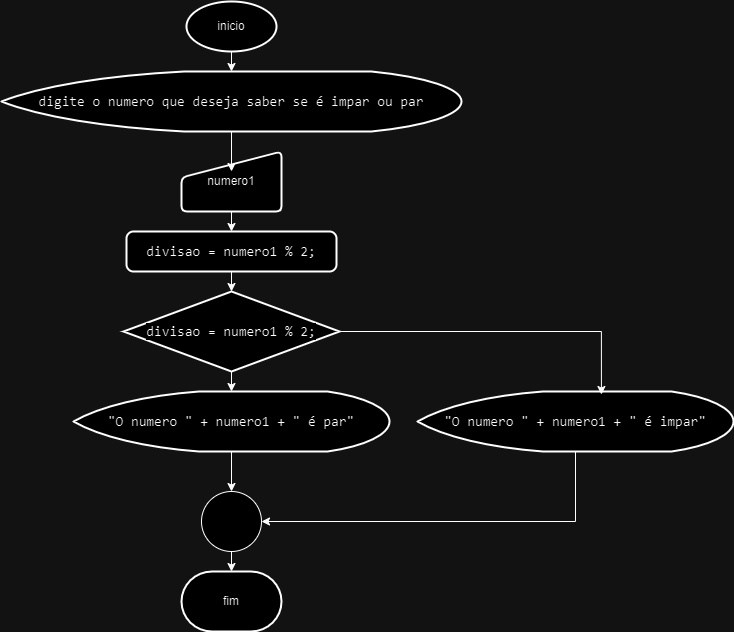 inicio
digite o numero que deseja saber se é impar ou par
numero1
divisao = numero1 % 2;
divisao = numero1 % 2;
"O numero " + numero1 + " é par"
"O numero " + numero1 + " é impar"
fim